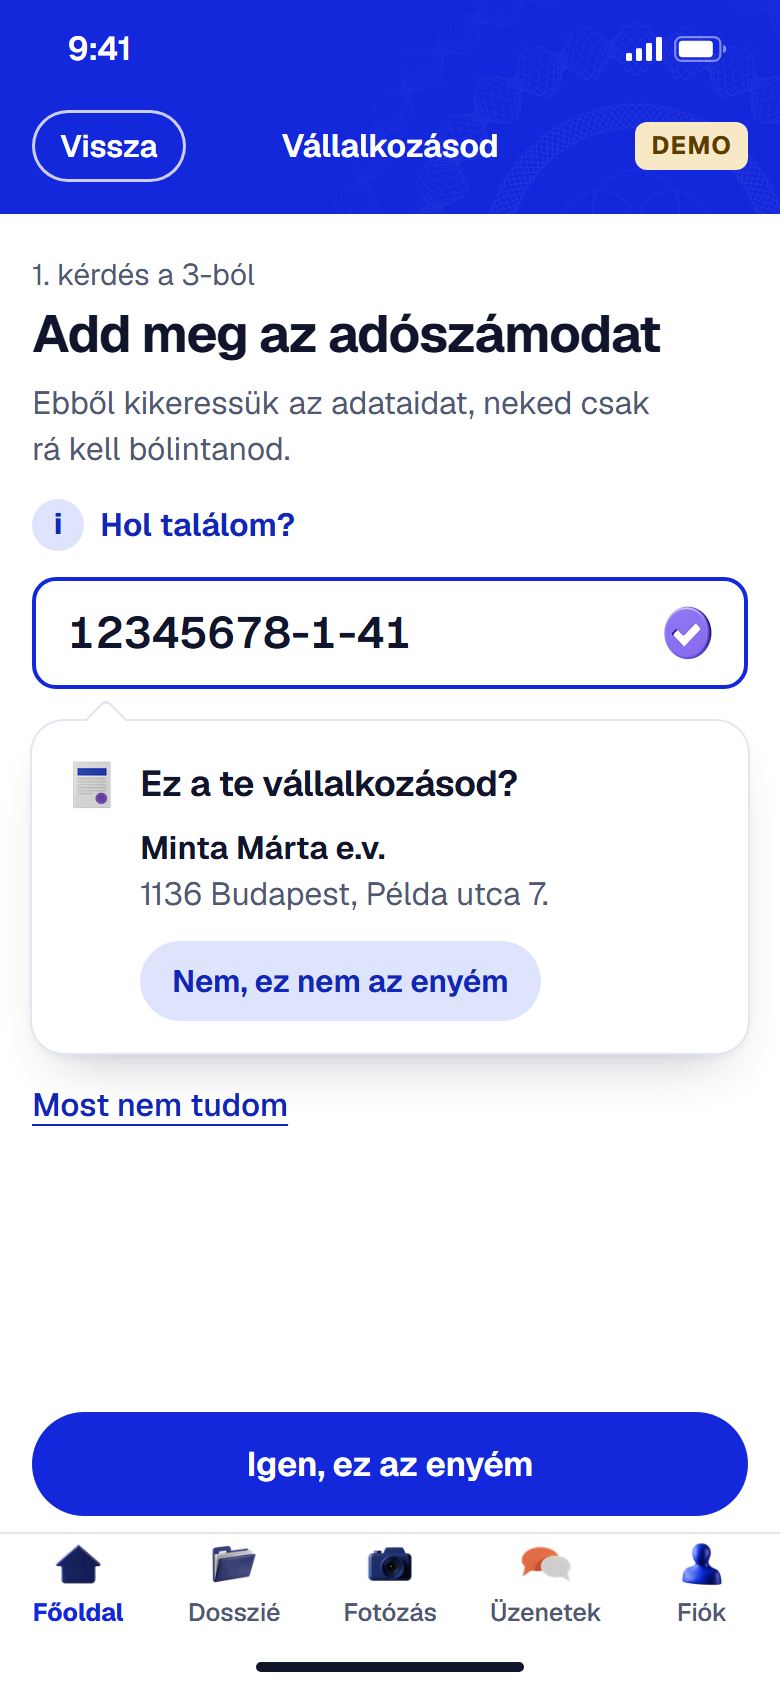 9:41
Vissza
Vállalkozásod
DEMO
1. kérdés a 3-ból
Add meg az adószámodat
Ebből kikeressük az adataidat, neked csak
rá kell bólintanod.
i Hol találom?
12345678-1-41
Ez a te vállalkozásod?
Minta Márta e.v.
1136 Budapest, Példa utca 7.
Nem, ez nem az enyém
Most nem tudom
Igen, ez az enyém
Főoldal
Dosszié
Fotózás
Üzenetek
Fiók